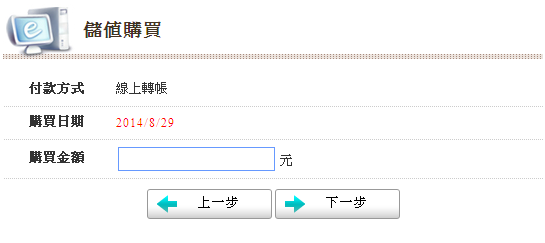 儲值購買
付款方式 線上轉帳
購買日期 2014/8/29
購買金額 元
上一步 下一步